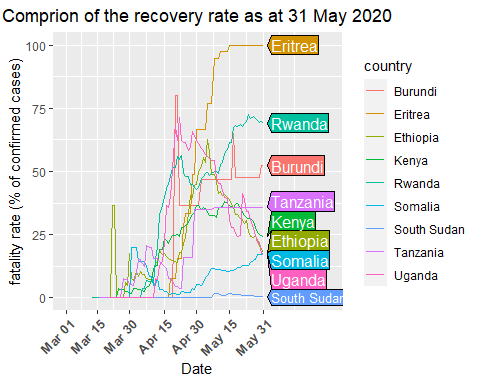 Comprion of the recovery rate as at 31 May 2020
fatality rate (% of confirmed cases)
100
75
50
25
0
Eritrea
Rwanda
Burundi
Tanzania
Kenya
Ethiopia
Somalia
Uganda
South Sudan
Mar 01
Mar 15
Mar 30
Apr 15
Apr 30
May 15
May 31
Date
country
Burundi
Eritrea
Ethiopia
Kenya
Rwanda
Somalia
South Sudan
Tanzania
Uganda